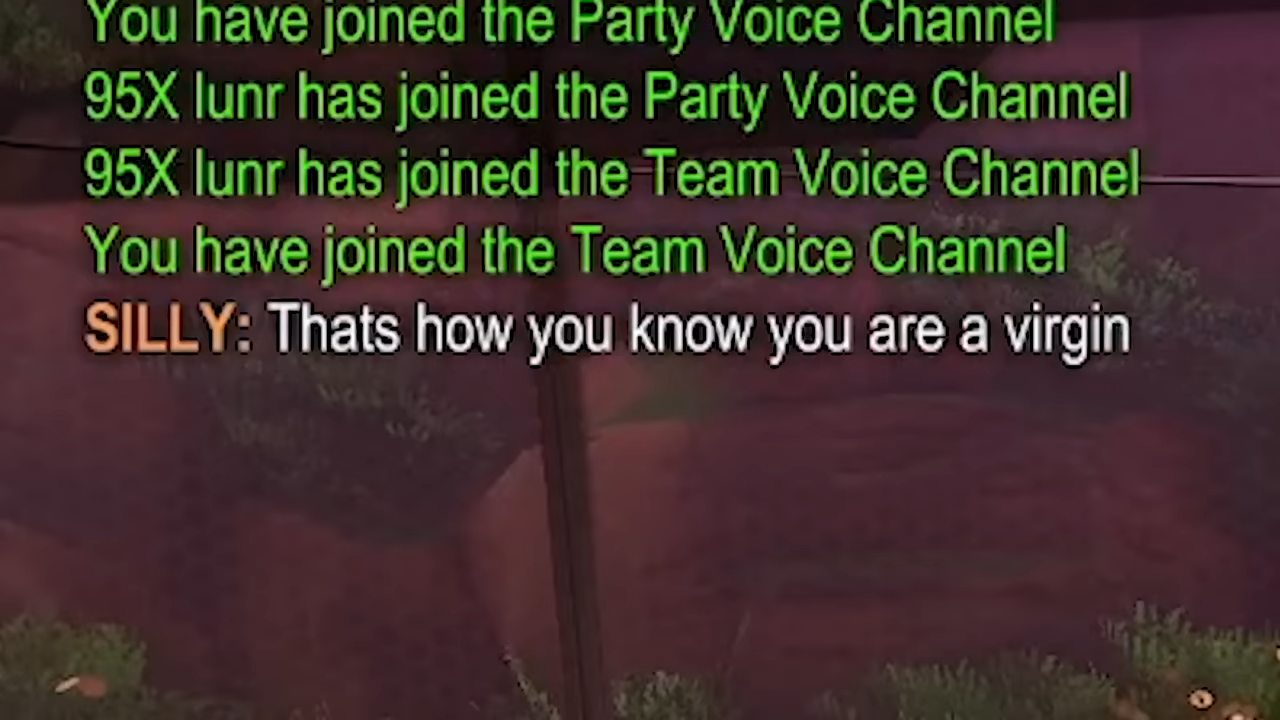 You have joined the Party Voice Channel
95X lunr has joined the Party Voice Channel
95X lunr has joined the Team Voice Channel
You have joined the Team Voice Channel
SILLY: Thats how you know you are a virgin